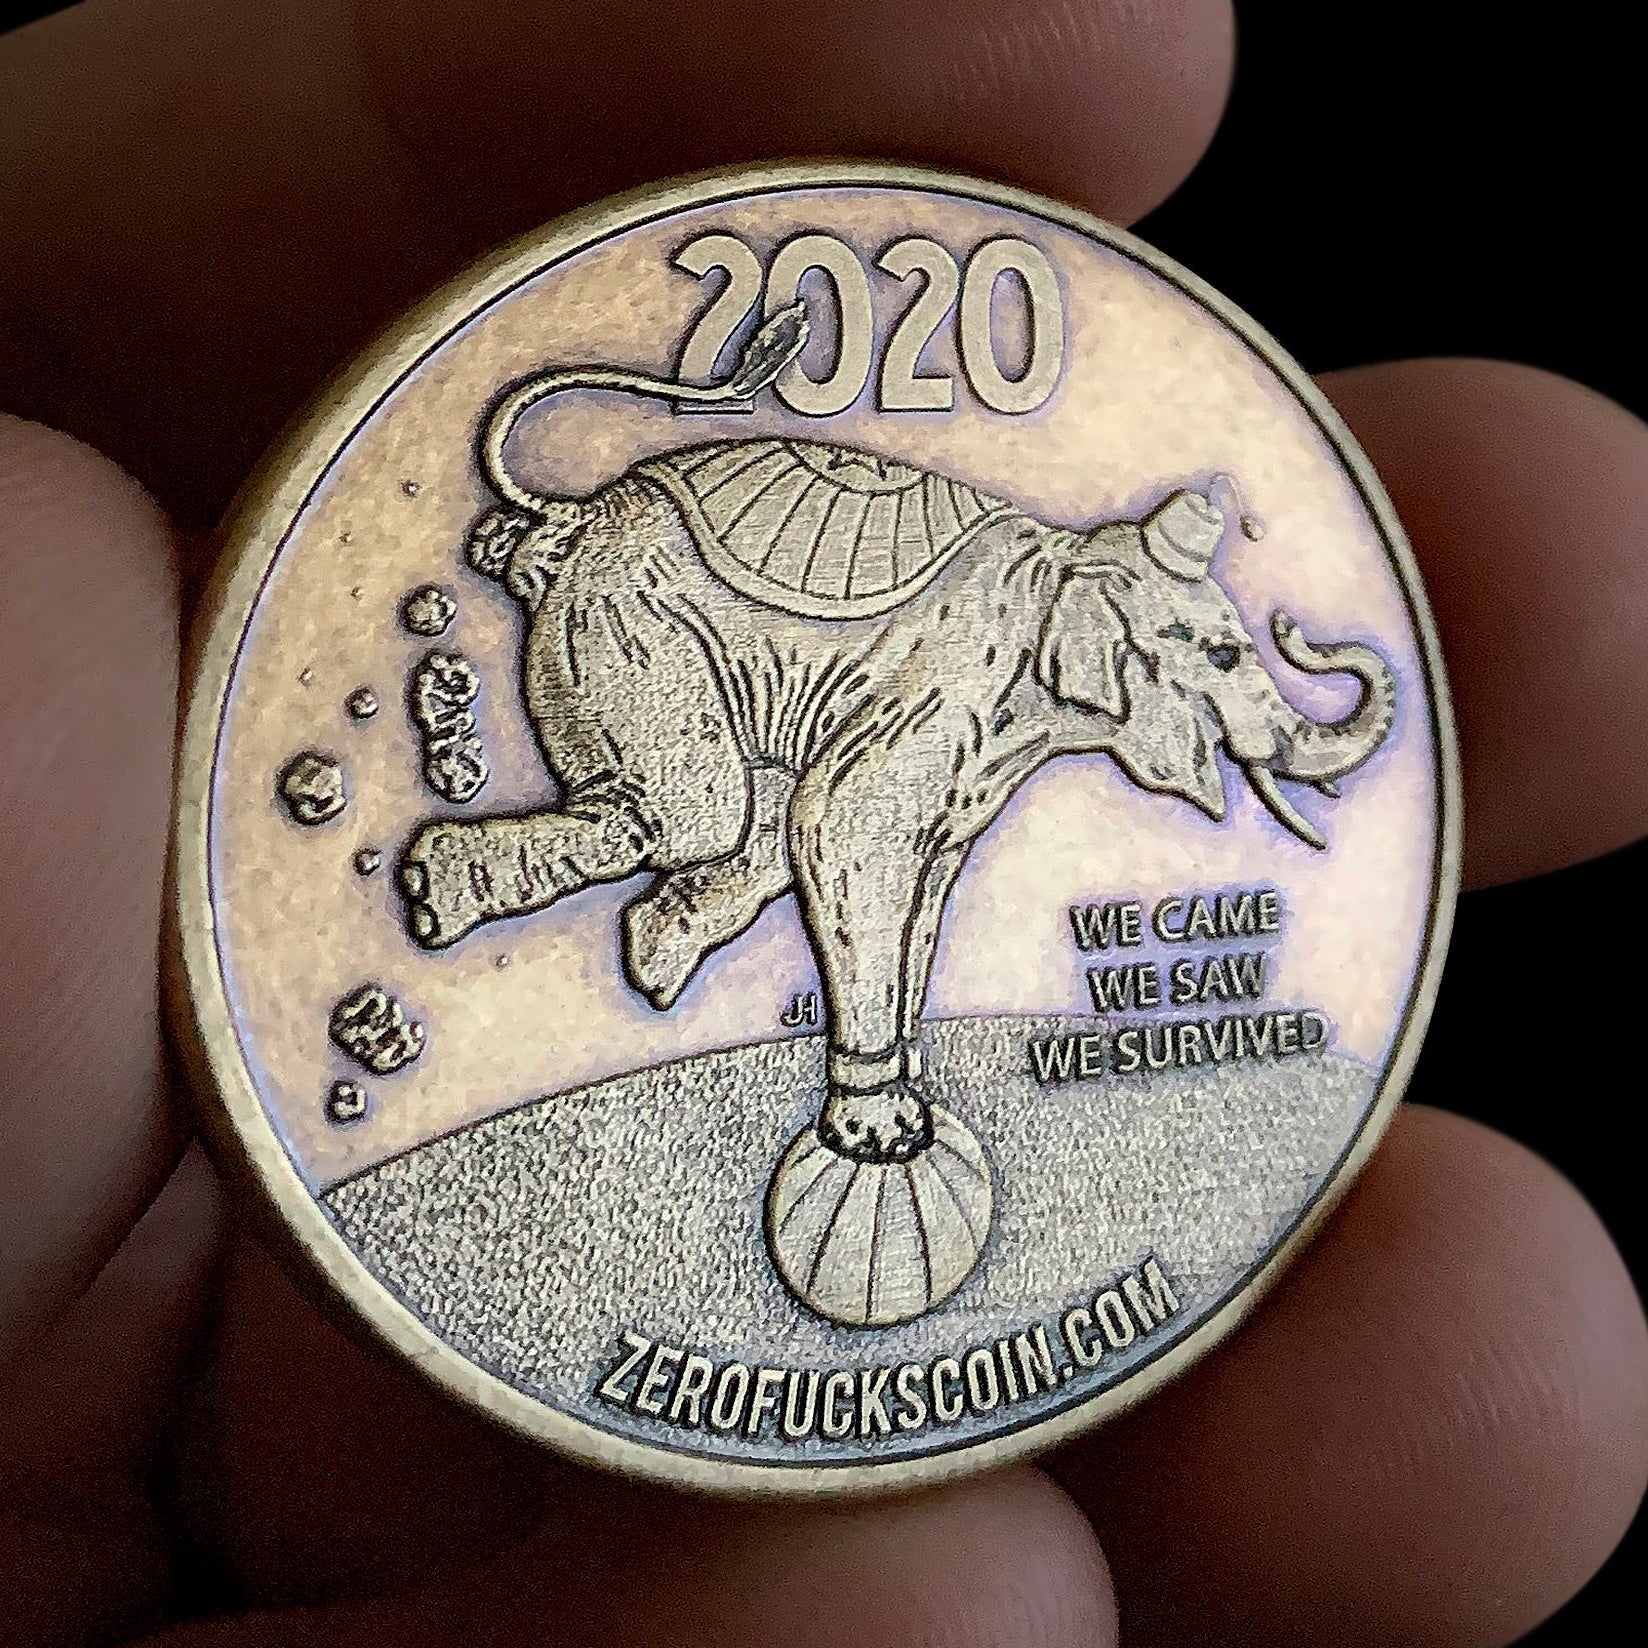 2020
JH
WE CAME
WE SAW
WE SURVIVED
ZEROFUCKSCOIN.COM